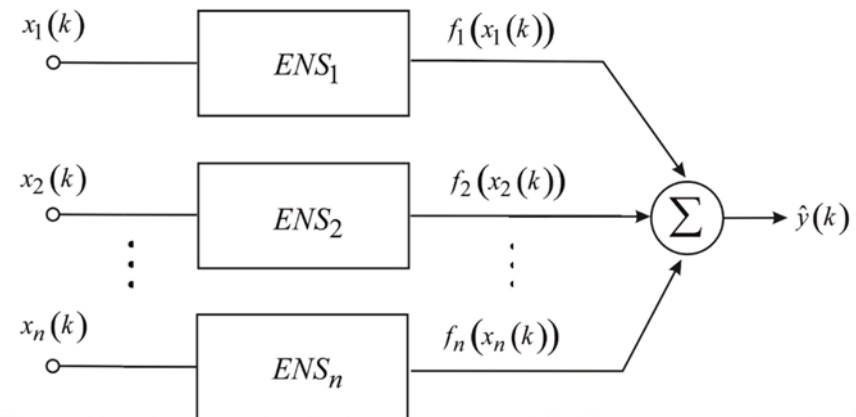 x₁(k)
ENS₁
f₁(x₁(k))
x₂(k)
ENS₂
f₂(x₂(k))
Σ
ŷ(k)
xₙ(k)
ENSₙ
fₙ(xₙ(k))